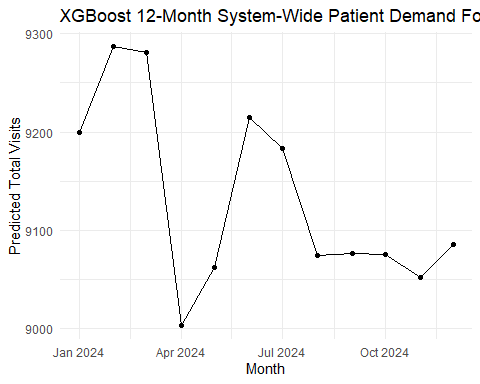 XGBoost 12-Month System-Wide Patient Demand Fo
9300
9200
9100
9000
Predicted Total Visits
Jan 2024 Apr 2024 Jul 2024 Oct 2024
Month